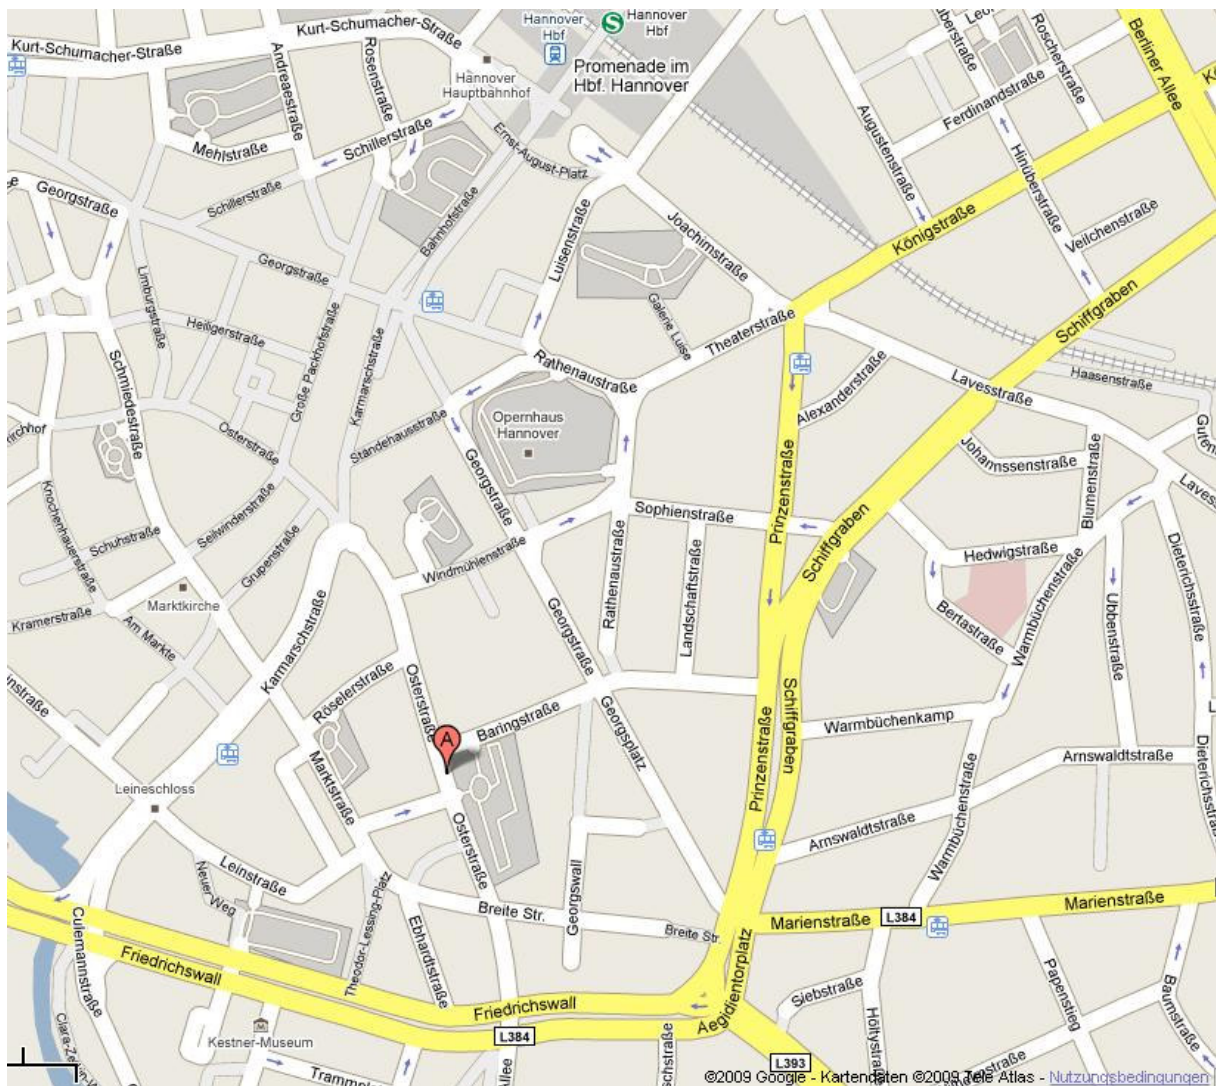 Kurt-Schumacher-Straße
Kurt-Schumacher-Straße
Hannover
Hbf
Hannover
Hbf
Promenade im
Hbf. Hannover
Hannover
Hauptbahnhof
Andreaestraße
Rosenstraße
Mehlstraße
Schillerstraße
Schillerstraße
Ernst-August-Platz
Bahnhofstraße
Luisenstraße
Joachimstraße
Augustenstraße
Ferdinandstraße
Roscherstraße
Berliner Allee
Hinüberstraße
Königstraße
Veilchenstraße
Schiffgraben
Georgstraße
Georgstraße
Limburgstraße
Heiligerstraße
Große Packhofstraße
Karmarschstraße
Galerie Luise
Theaterstraße
Rathenaustraße
Alexanderstraße
Lavesstraße
Haasenstraße
Schmiedestraße
Osterstraße
Ständehausstraße
Opernhaus
Hannover
Georgstraße
Prinzenstraße
Johannssenstraße
Blumenstraße
Knochenhauerstraße
Schuhstraße
Seilwinderstraße
Grupenstraße
Windmühlenstraße
Sophienstraße
Schiffgraben
Hedwigstraße
Dieterichsstraße
Marktkirche
Kramerstraße
Am Markte
Karmarschstraße
Georgstraße
Rathenaustraße
Landschaftstraße
Bertastraße
Warmbüchenstraße
Ubbenstraße
Röselerstraße
Osterstraße
A
Baringstraße
Georgsplatz
Schiffgraben
Prinzenstraße
Warmbüchenkamp
Arnswaldtstraße
Arnswaldtstraße
Leineschloss
Marktstraße
Osterstraße
Warmbüchenstraße
Leinstraße
Neuer Weg
Theodor-Lessing-Platz
Ebhardtstraße
Breite Str.
Breite Str.
Georgswall
Marienstraße
L384
Marienstraße
Culemannstraße
Friedrichswall
Friedrichswall
L384
Aegidientorplatz
Siebstraße
Höltystraße
Papenstieg
Baumstraße
Kestner-Museum
L393
©2009 Google - Kartendaten ©2009 Tele Atlas - Nutzungsbedingungen